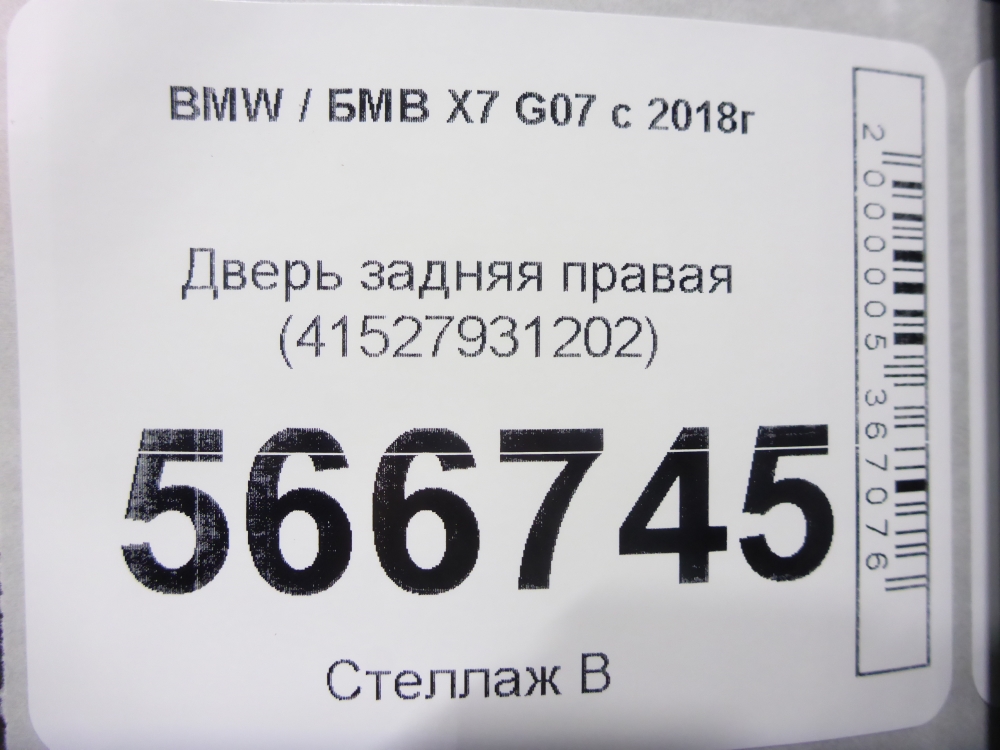 BMW / БМВ X7 G07 с 2018г
Дверь задняя правая
(41527931202)
566745
Стеллаж В
2000005367076